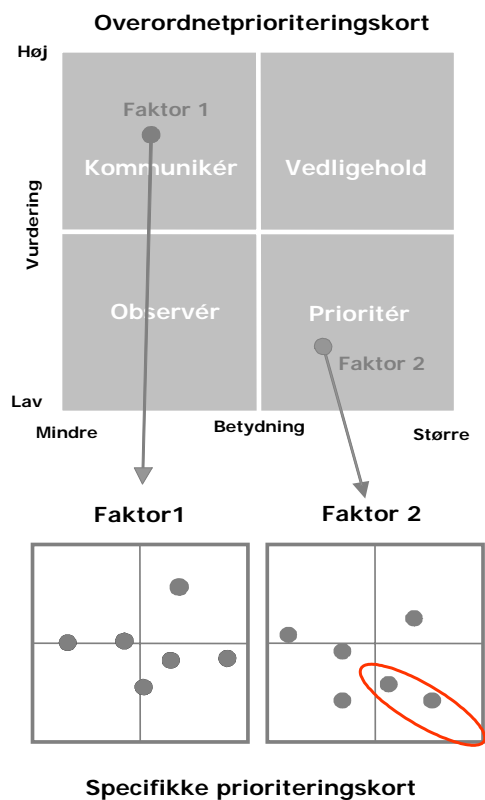 Overordnetprioriteringskort
Høj
Faktor 1
Kommunikér
Vedligehold
Vurdering
Observér
Prioritér
Faktor 2
Lav
Mindre
Betydning
Større
Faktor1
Faktor 2
Specifikke prioriteringskort